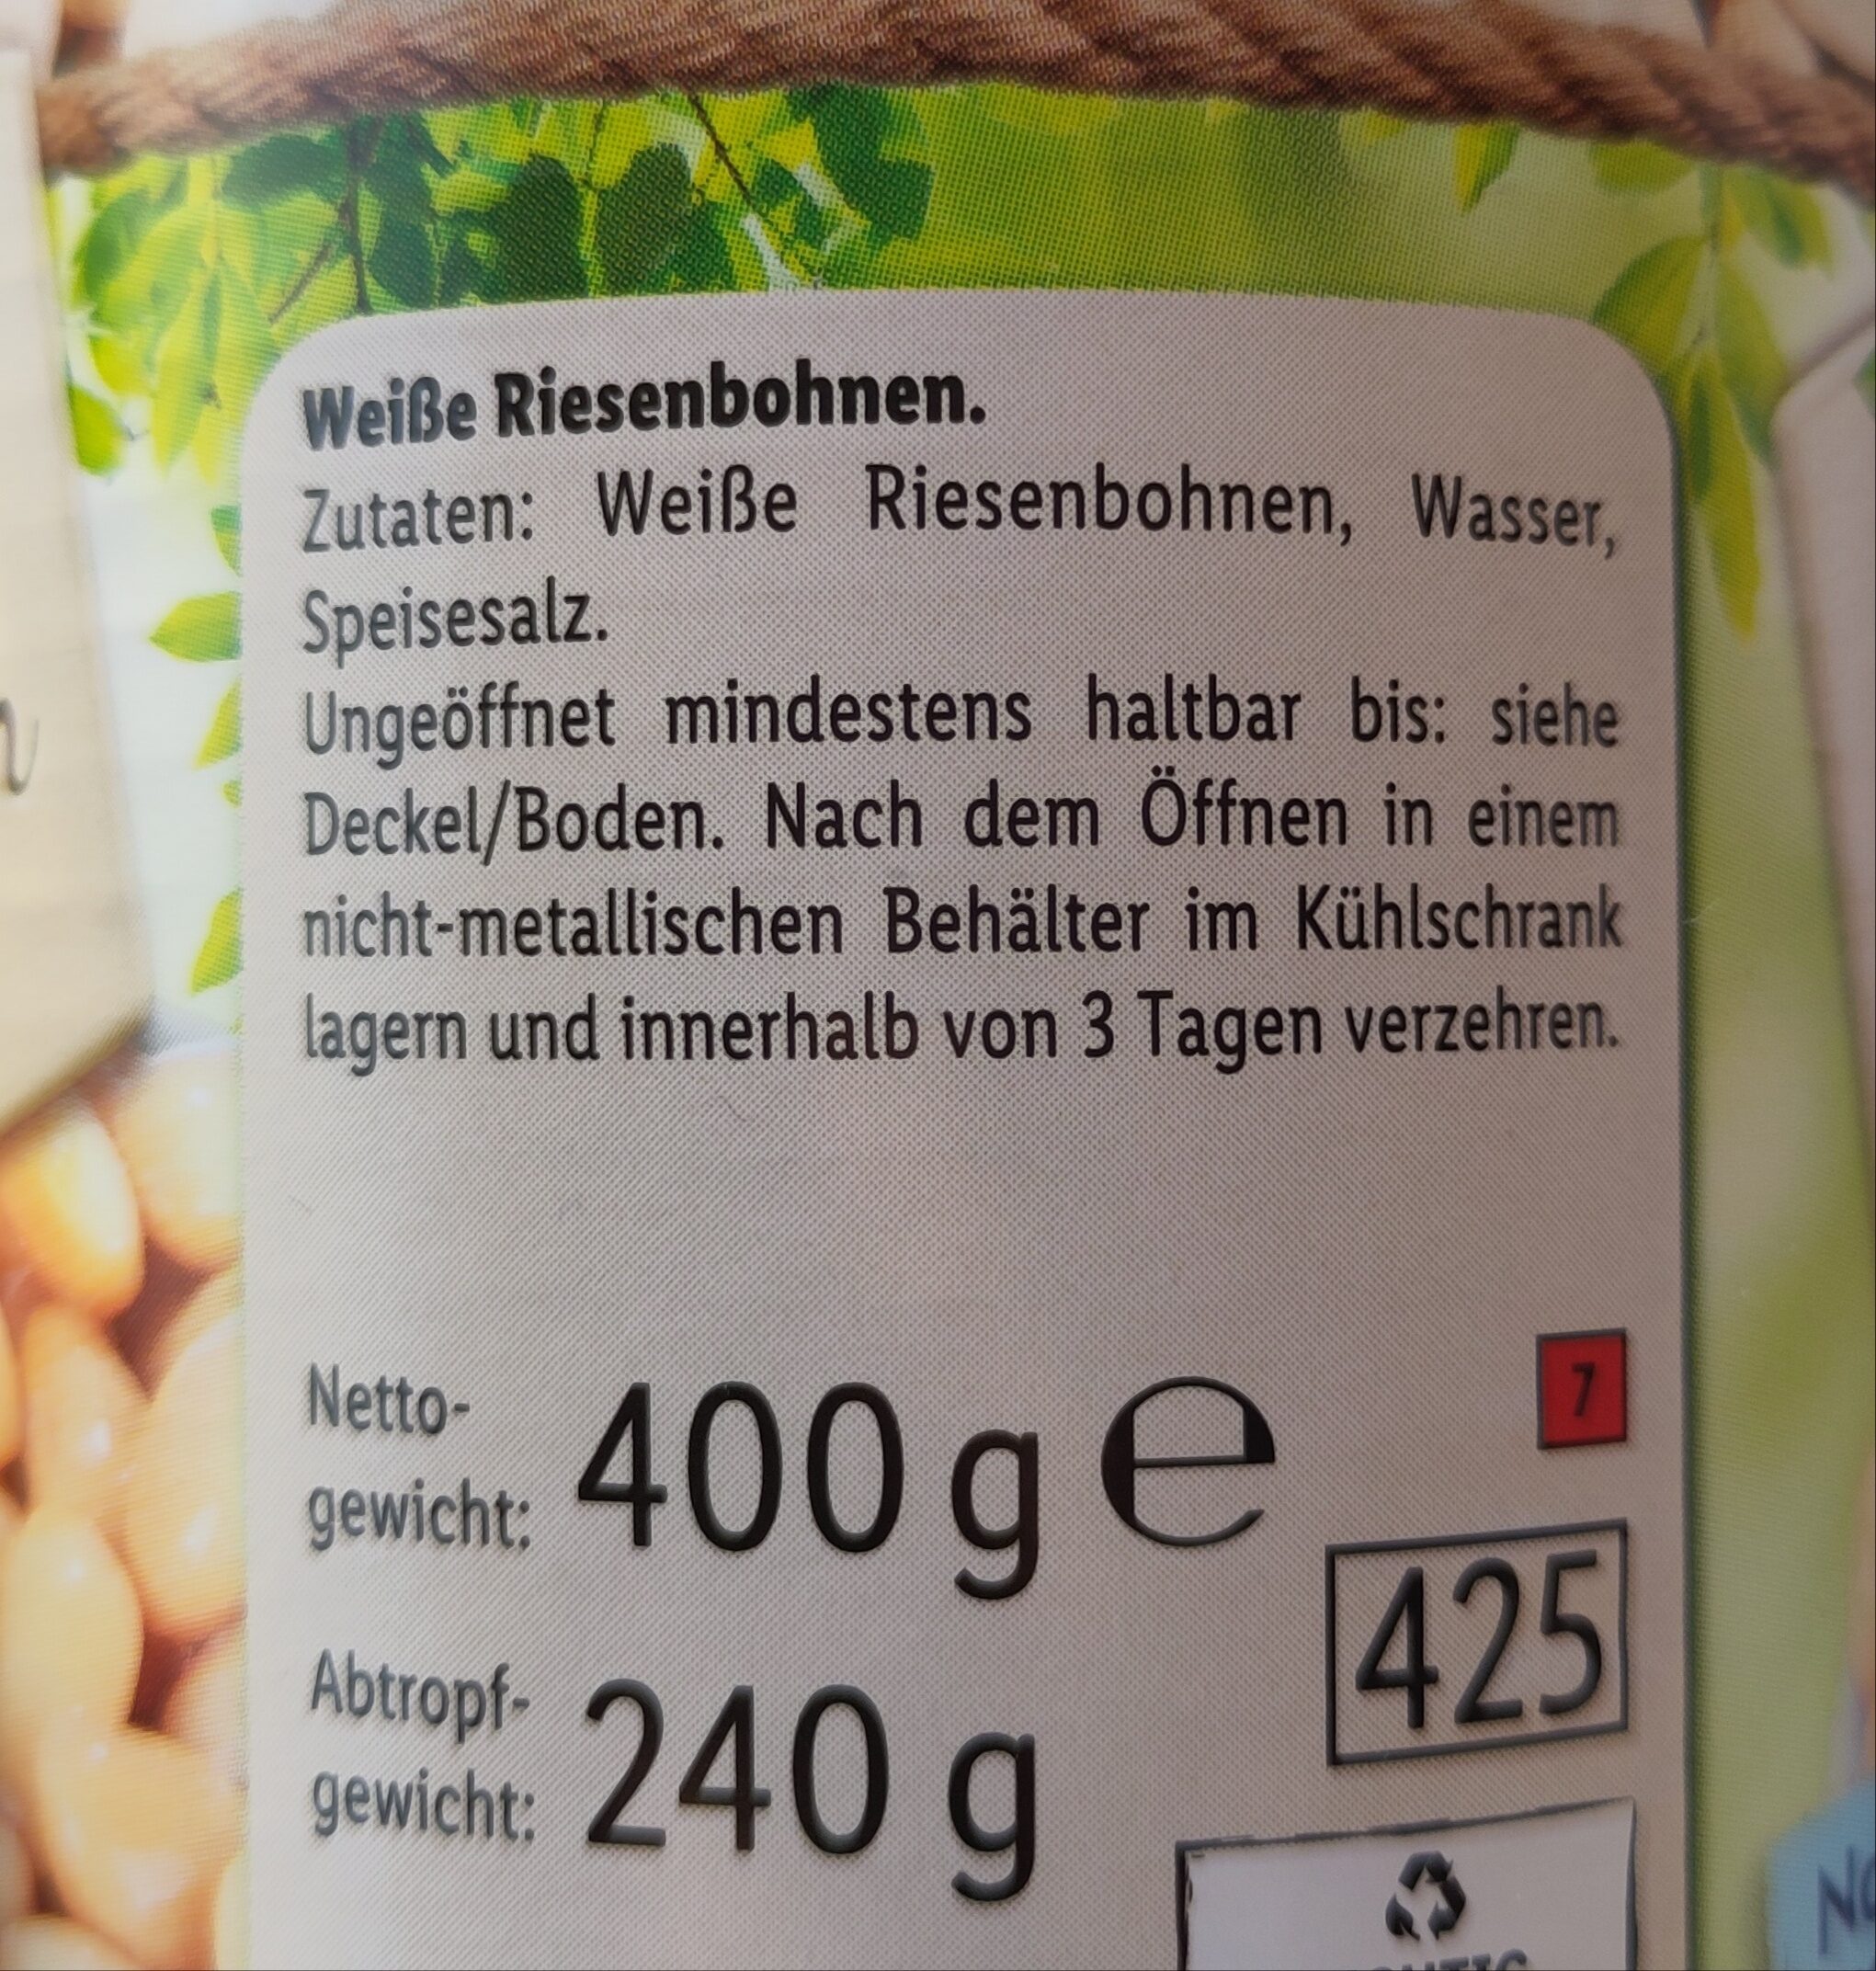 Weiße Riesenbohnen.
Zutaten: Weiße Riesenbohnen, Wasser,
Speisesalz.
Ungeöffnet mindestens haltbar bis: siehe
Deckel/Boden. Nach dem Öffnen in einem
nicht-metallischen Behälter im Kühlschrank
lagern und innerhalb von 3 Tagen verzehren.
Netto-
gewicht: 400 g e
7
425
Abtropf-
gewicht: 240 g